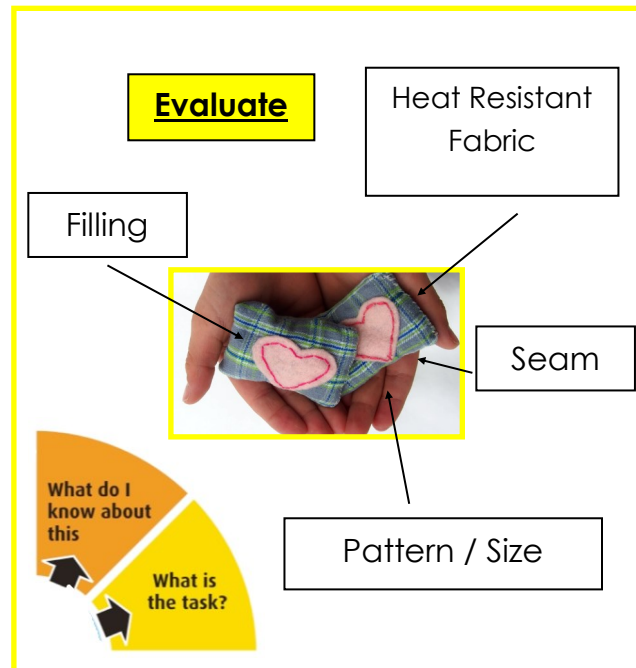 Evaluate
Heat Resistant
Fabric
Filling
Seam
Pattern / Size
What do I
know about
this
What is
the task?